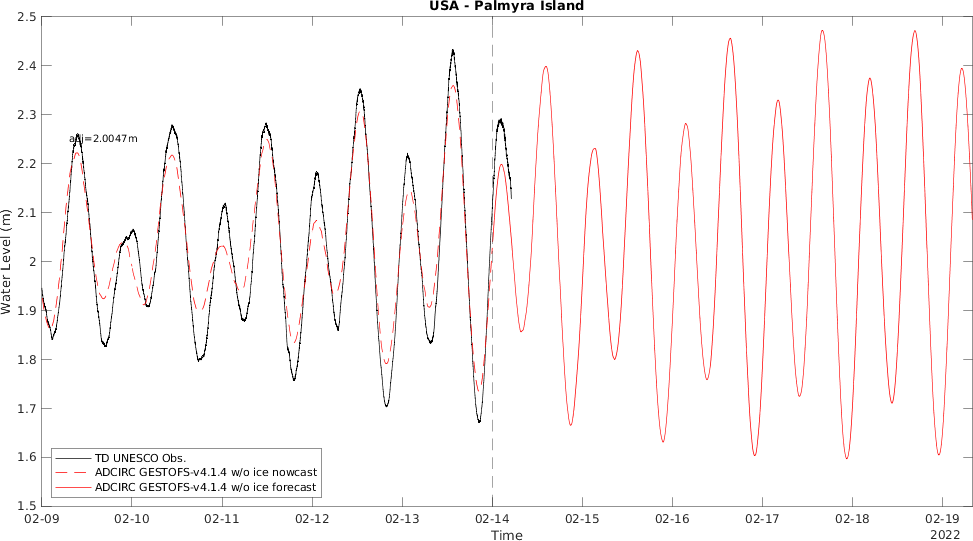 USA - Palmyra Island
2.5
2.4
2.3
2.2
2.1
2
1.9
1.8
1.7
1.6
1.5
Water Level (m)
adj=2.0047m
TD UNESCO Obs.
ADCIRC GESTOFS-v4.1.4 w/o ice nowcast
ADCIRC GESTOFS-v4.1.4 w/o ice forecast
02-09 02-10 02-11 02-12 02-13 02-14 02-15 02-16 02-17 02-18 02-19
Time
2022